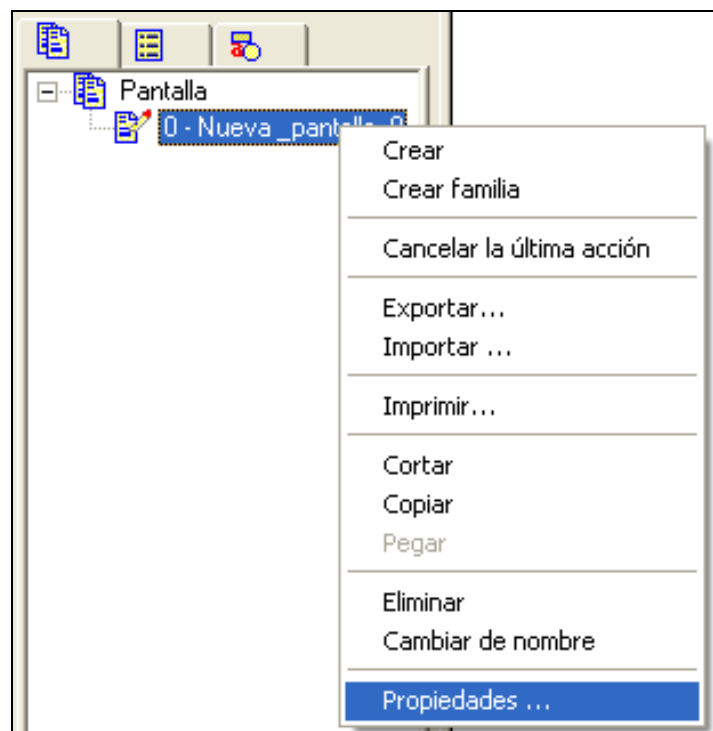 Pantalla
0 - Nueva _pantalla_0
Crear
Crear familia
Cancelar la última acción
Exportar...
Importar ...
Imprimir...
Cortar
Copiar
Pegar
Eliminar
Cambiar de nombre
Propiedades ...